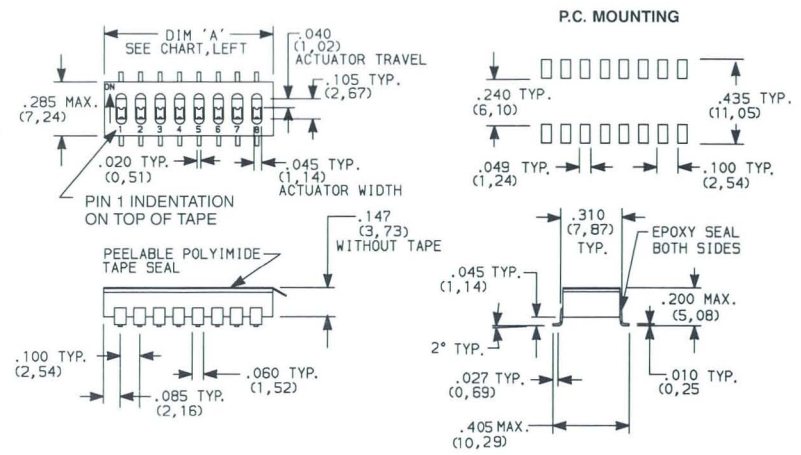 P.C. MOUNTING
DIM 'A'
SEE CHART,LEFT
.040
(1,02)
ACTUATOR TRAVEL
.105 TYP.
(2,67)
.285 MAX.
(7,24)
ON
1 2 3 4 5 6 7 8
.020 TYP.
(0,51)
.045 TYP.
(1,14)
ACTUATOR WIDTH
PIN 1 INDENTATION
ON TOP OF TAPE
.240 TYP.
(6,10)
.435 TYP.
(11,05)
.049 TYP.
(1,24)
.100 TYP.
(2,54)
.147
(3,73)
WITHOUT TAPE
PEELABLE POLYIMIDE
TAPE SEAL
.100 TYP.
(2,54)
.060 TYP.
(1,52)
.085 TYP.
(2,16)
.310
(7,87)
TYP.
EPOXY SEAL
BOTH SIDES
.045 TYP.
(1,14)
.200 MAX.
(5,08)
2° TYP.
.027 TYP.
(0,69)
.010 TYP.
(0,25
.405 MAX.
(10,29)